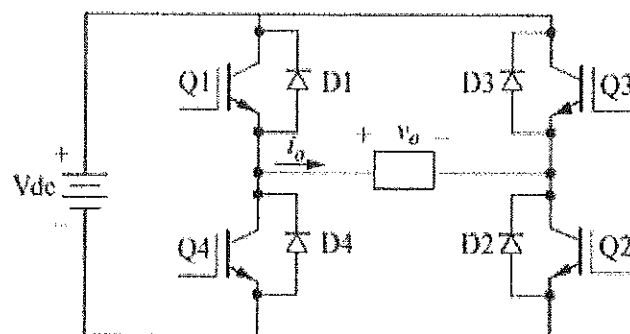 Q1
D1
D3
Q3
+ v_o −
i_o
+
Vdc
−
Q4
D4
D2
Q2